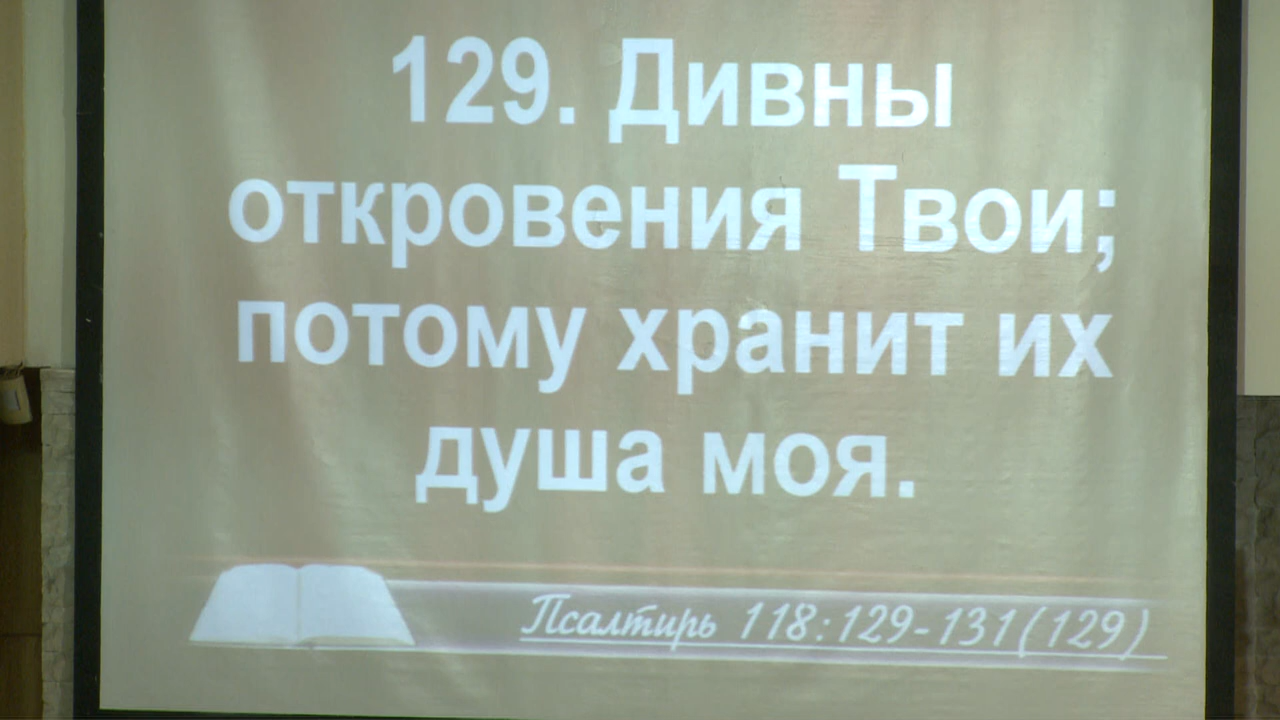 129. Дивны
откровения Твои;
потому хранит их
душа моя.
Псалтирь 118:129-131(129)